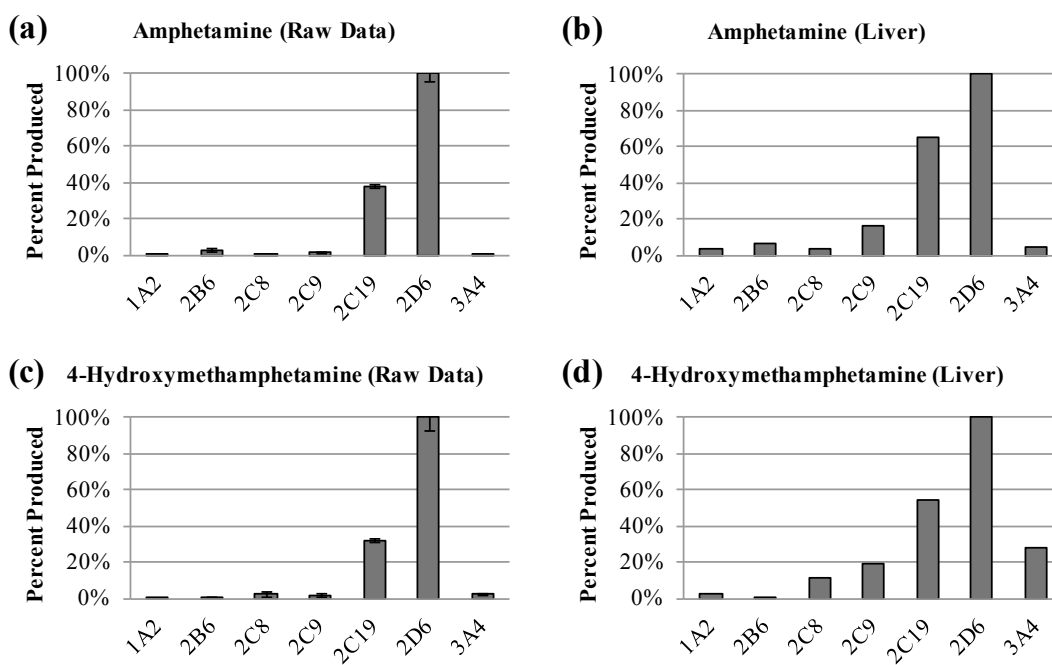 (a) Amphetamine (Raw Data)
Percent Produced
100%
80%
60%
40%
20%
0%
1A2 2B6 2C8 2C9 2C19 2D6 3A4
(b) Amphetamine (Liver)
Percent Produced
100%
80%
60%
40%
20%
0%
1A2 2B6 2C8 2C9 2C19 2D6 3A4
(c) 4-Hydroxymethamphetamine (Raw Data)
Percent Produced
100%
80%
60%
40%
20%
0%
1A2 2B6 2C8 2C9 2C19 2D6 3A4
(d) 4-Hydroxymethamphetamine (Liver)
Percent Produced
100%
80%
60%
40%
20%
0%
1A2 2B6 2C8 2C9 2C19 2D6 3A4